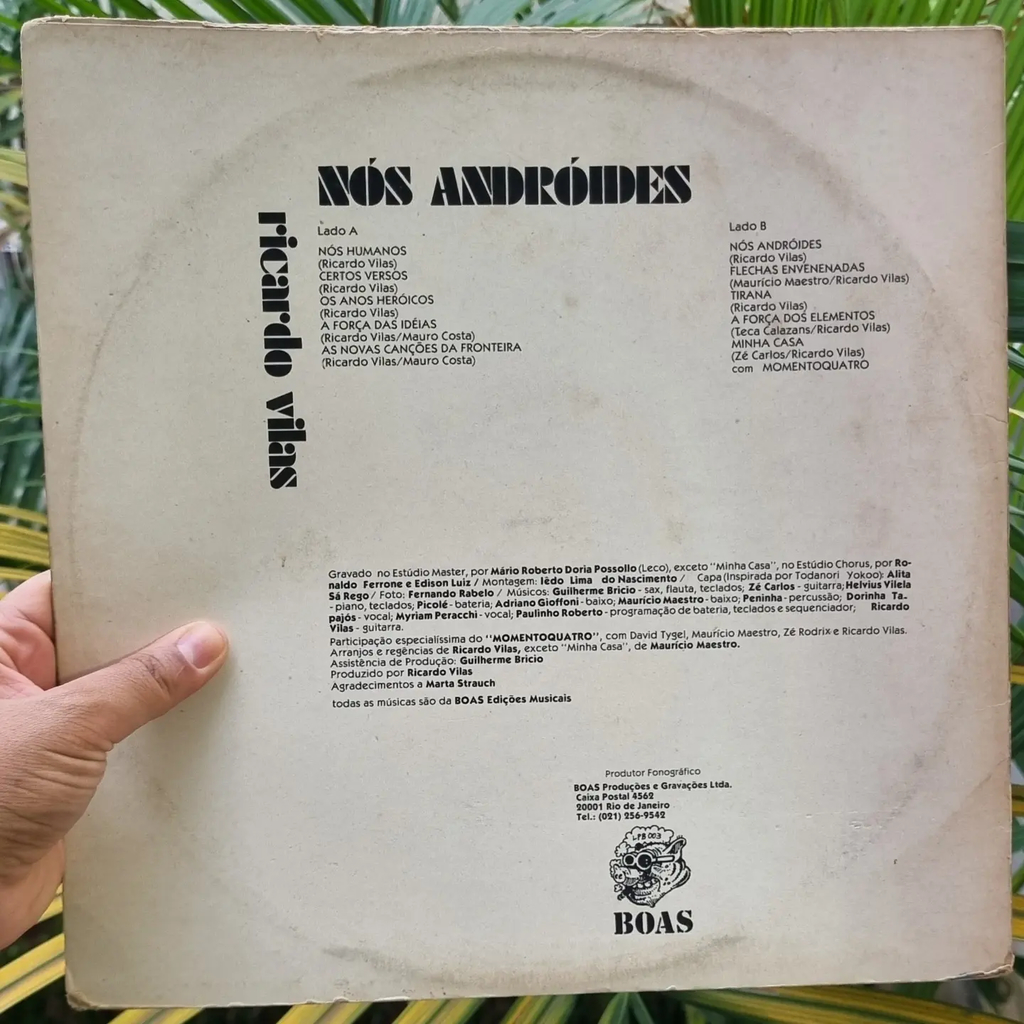 NÓS ANDRÓIDES
ricardo vilas
Lado A
NÓS HUMANOS
(Ricardo Vilas)
CERTOS VERSOS
(Ricardo Vilas)
OS ANOS HERÓICOS
(Ricardo Vilas)
A FORÇA DAS IDÉIAS
(Ricardo Vilas/Mauro Costa)
AS NOVAS CANÇÕES DA FRONTEIRA
(Ricardo Vilas/Mauro Costa)
Lado B
NÓS ANDRÓIDES
(Ricardo Vilas)
FLECHAS ENVENENADAS
(Maurício Maestro/Ricardo Vilas)
TIRANA
(Ricardo Vilas)
A FORÇA DOS ELEMENTOS
(Teca Calazans/Ricardo Vilas)
MINHA CASA
(Zé Carlos/Ricardo Vilas)
com MOMENTOQUATRO
Gravado no Estúdio Master, por Mário Roberto Doria Possollo (Leco), exceto "Minha Casa", no Estúdio Chorus, por Ro-
naldo Ferrone e Edison Luiz / Montagem: Iêdo Lima do Nascimento / Capa (Inspirada por Todanori Yokoo): Alita
Sá Rego / Foto: Fernando Rabelo / Músicos: Guilherme Bricio - sax, flauta, teclados; Zé Carlos - guitarra; Helvius Vilela
- piano, teclados; Picolé - bateria; Adriano Gioffoni - baixo; Maurício Maestro - baixo; Peninha - percussão; Dorinha Ta-
pajós - vocal; Myriam Peracchi - vocal; Paulinho Roberto - programação de bateria, teclados e sequenciador; Ricardo
Vilas - guitarra.
Participação especialíssima do "MOMENTOQUATRO", com David Tygel, Maurício Maestro, Zé Rodrix e Ricardo Vilas.
Arranjos e regências de Ricardo Vilas, exceto "Minha Casa", de Maurício Maestro.
Assistência de Produção: Guilherme Bricio
Produzido por Ricardo Vilas
Agradecimentos a Marta Strauch
todas as músicas são da BOAS Edições Musicais
Produtor Fonográfico
BOAS Produções e Gravações Ltda.
Caixa Postal 4562
20001 Rio de Janeiro
Tel.: (021) 256-9542
LPB 003
BOAS